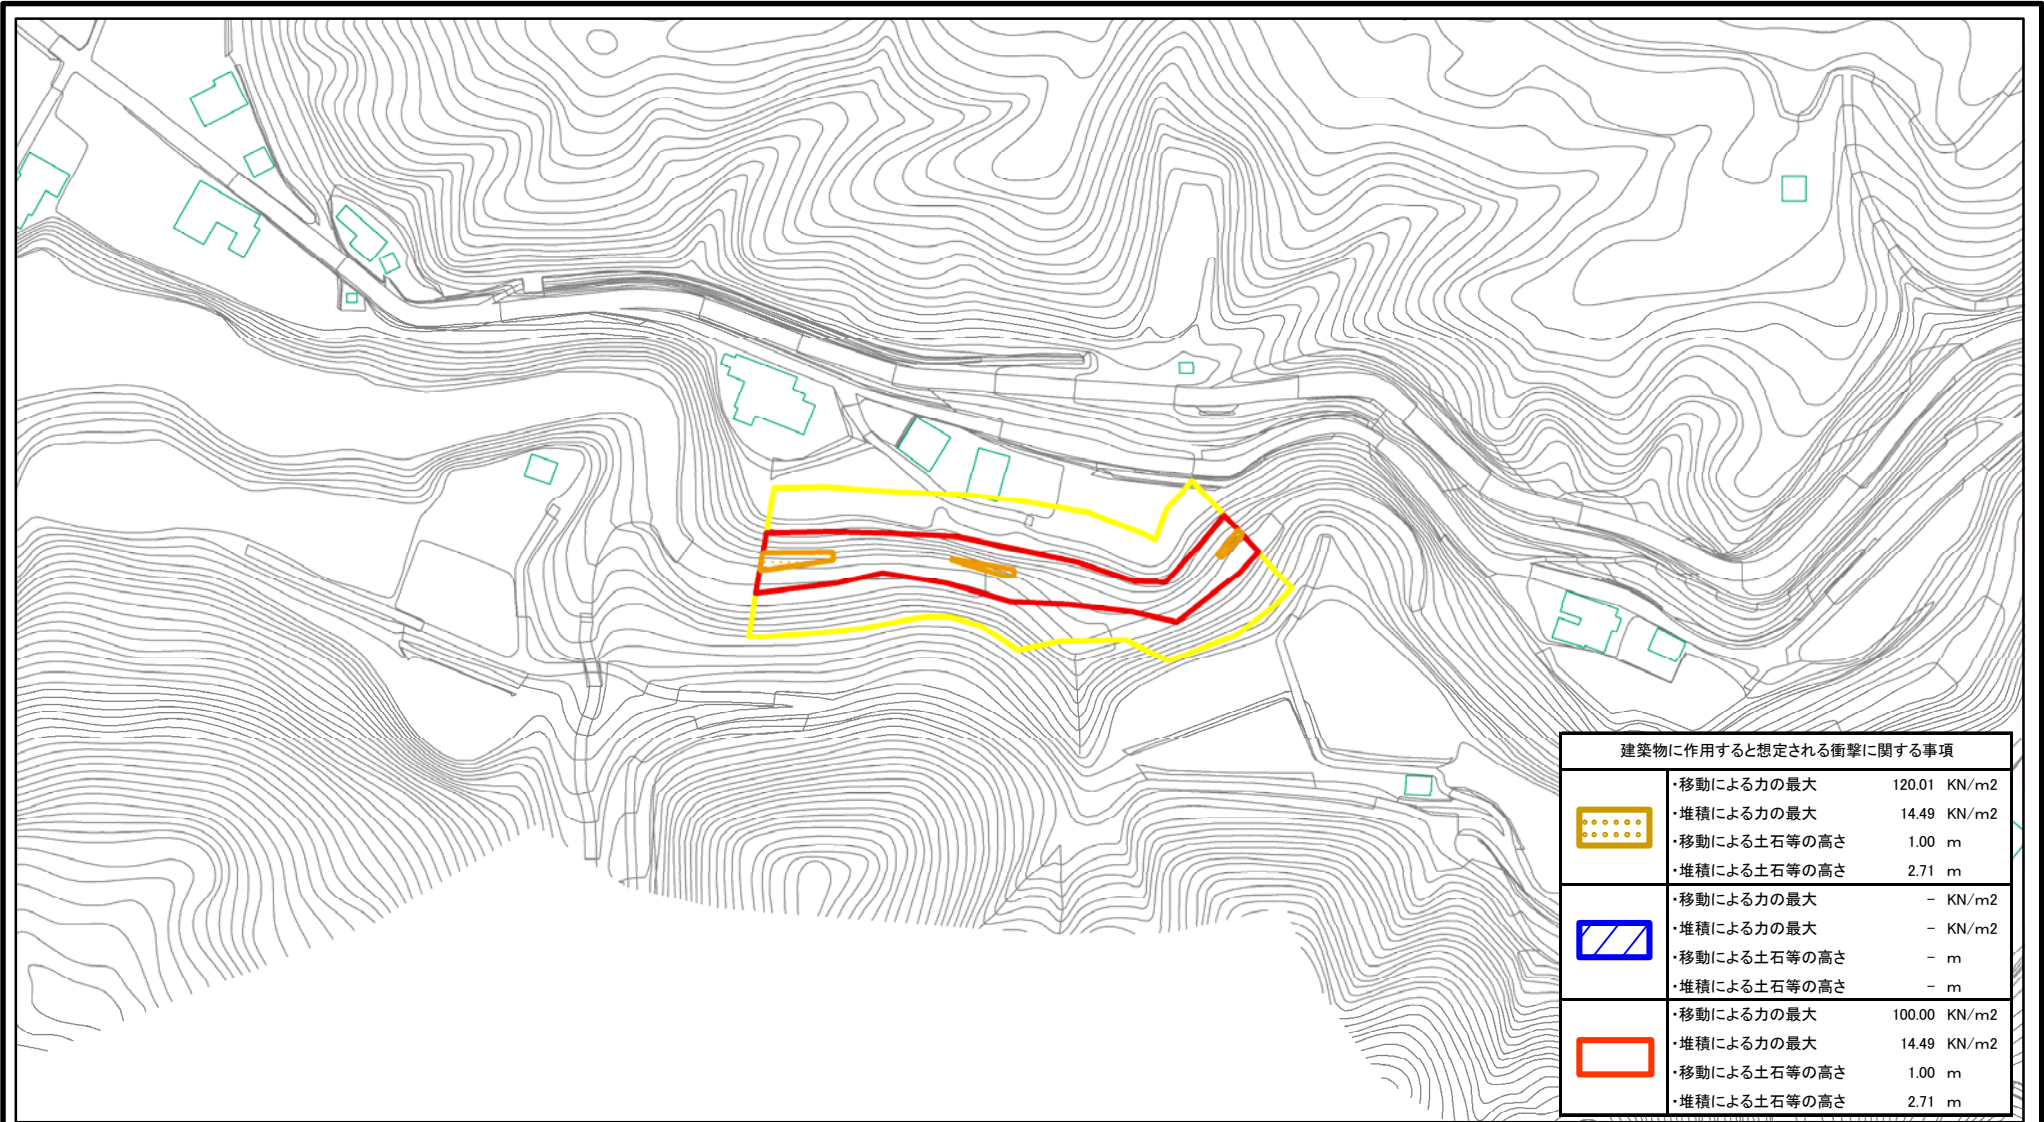 建築物に作用すると想定される衝撃に関する事項
・移動による力の最大 120.01 KN/m2
・堆積による力の最大 14.49 KN/m2
・移動による土石等の高さ 1.00 m
・堆積による土石等の高さ 2.71 m
・移動による力の最大 − KN/m2
・堆積による力の最大 − KN/m2
・移動による土石等の高さ − m
・堆積による土石等の高さ − m
・移動による力の最大 100.00 KN/m2
・堆積による力の最大 14.49 KN/m2
・移動による土石等の高さ 1.00 m
・堆積による土石等の高さ 2.71 m